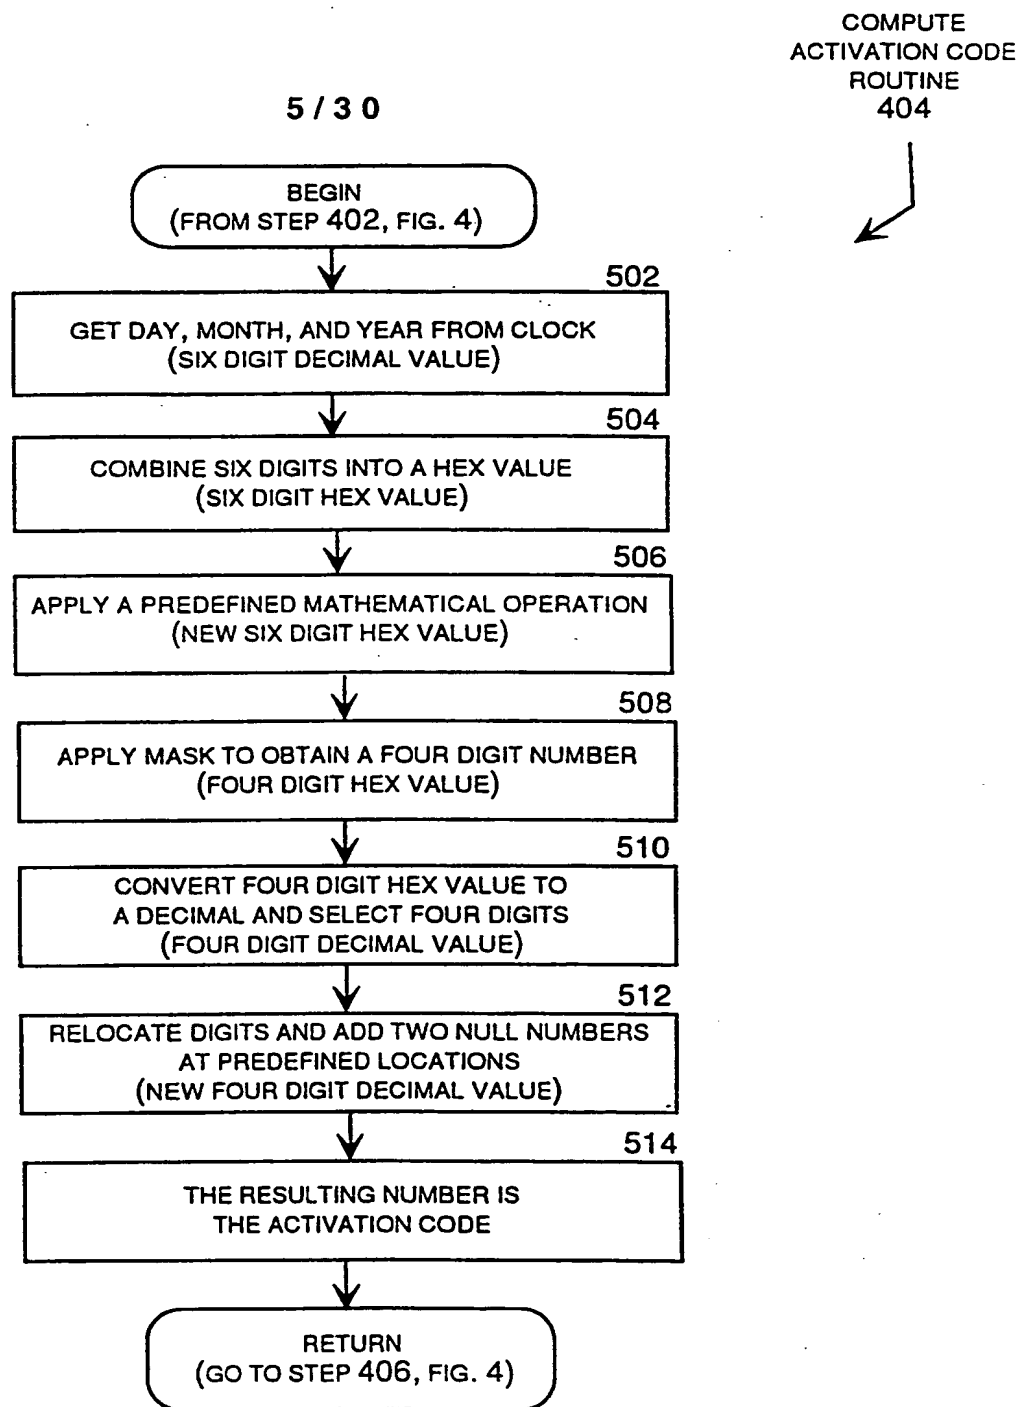 COMPUTE
ACTIVATION CODE
ROUTINE
404
5/30
BEGIN
(FROM STEP 402, FIG. 4)
502
GET DAY, MONTH, AND YEAR FROM CLOCK
(SIX DIGIT DECIMAL VALUE)
504
COMBINE SIX DIGITS INTO A HEX VALUE
(SIX DIGIT HEX VALUE)
506
APPLY A PREDEFINED MATHEMATICAL OPERATION
(NEW SIX DIGIT HEX VALUE)
508
APPLY MASK TO OBTAIN A FOUR DIGIT NUMBER
(FOUR DIGIT HEX VALUE)
510
CONVERT FOUR DIGIT HEX VALUE TO
A DECIMAL AND SELECT FOUR DIGITS
(FOUR DIGIT DECIMAL VALUE)
512
RELOCATE DIGITS AND ADD TWO NULL NUMBERS
AT PREDEFINED LOCATIONS
(NEW FOUR DIGIT DECIMAL VALUE)
514
THE RESULTING NUMBER IS
THE ACTIVATION CODE
RETURN
(GO TO STEP 406, FIG. 4)